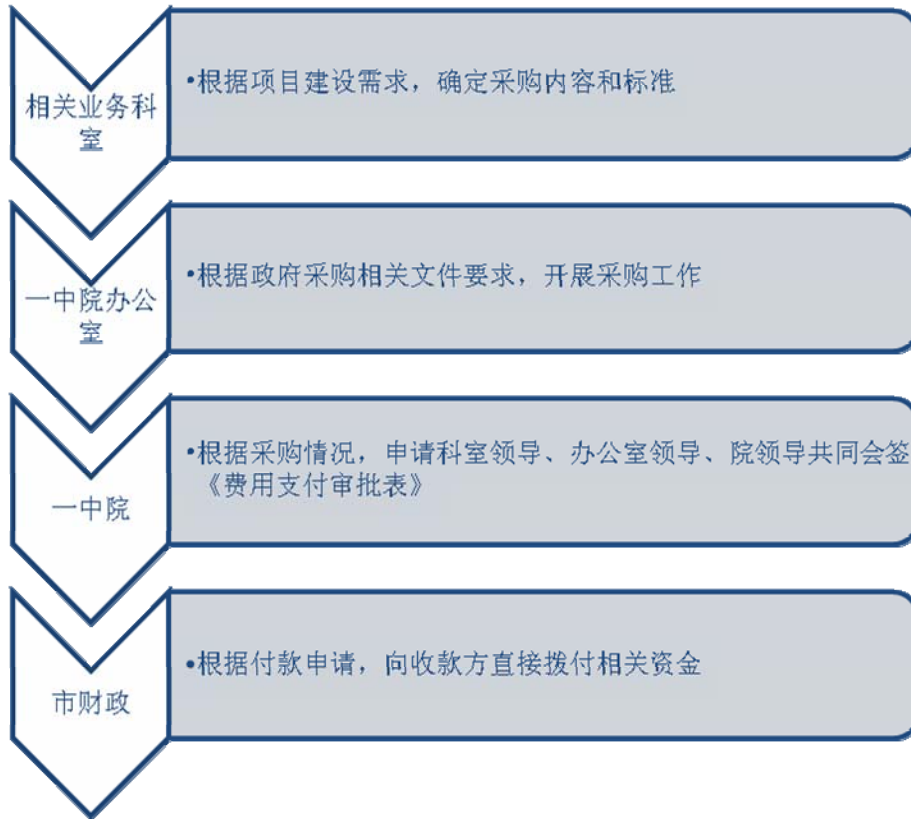 相关业务科
室
•根据项目建设需求，确定采购内容和标准
一中院办公
室
•根据政府采购相关文件要求，开展采购工作
一中院
•根据采购情况，申请科室领导、办公室领导、院领导共同会签
《费用支付审批表》
市财政
•根据付款申请，向收款方直接拨付相关资金